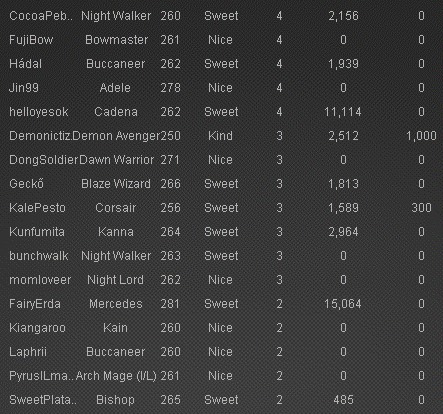 CocoaPeb.. Night Walker 260 Sweet 4 2,156 0
FujiBow Bowmaster 261 Nice 4 0 0
Hádal Buccaneer 262 Sweet 4 1,939 0
Jin99 Adele 278 Nice 4 0 0
helloyesok Cadena 262 Sweet 4 11,114 0
Demonictiz.. Demon Avenger 250 Kind 3 2,512 1,000
DongSoldier Dawn Warrior 271 Nice 3 0 0
Geckő Blaze Wizard 266 Sweet 3 1,813 0
KalePesto Corsair 256 Sweet 3 1,589 300
Kunfumita Kanna 264 Sweet 3 2,964 0
bunchwalk Night Walker 263 Sweet 3 0 0
momloveer Night Lord 262 Nice 3 0 0
FairyErda Mercedes 281 Sweet 2 15,064 0
Kiangaroo Kain 260 Nice 2 0 0
Laphrii Buccaneer 260 Nice 2 0 0
PyrusILma.. Arch Mage (I/L) 261 Nice 2 0 0
SweetPlata.. Bishop 265 Sweet 2 485 0